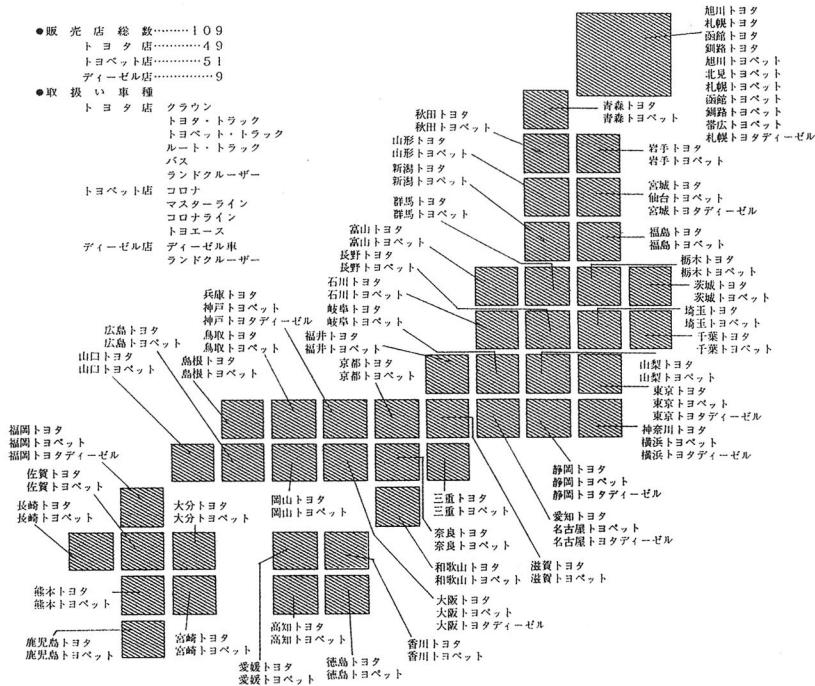 ●販売店総数………109
トヨタ店…………49
トヨペット店…………51
ディーゼル店……………9
●取扱い車種
トヨタ店 クラウン
トヨタ・トラック
トヨペット・トラック
ルート・トラック
バス
ランドクルーザー
トヨペット店 コロナ
マスターライン
コロナライン
トヨエース
ディーゼル店 ディーゼル車
ランドクルーザー
旭川トヨタ
札幌トヨタ
函館トヨタ
釧路トヨタ
旭川トヨペット
北見トヨペット
札幌トヨペット
函館トヨペット
釧路トヨペット
帯広トヨペット
札幌トヨタディーゼル
青森トヨタ
青森トヨペット
秋田トヨタ
秋田トヨペット
岩手トヨタ
岩手トヨペット
山形トヨタ
山形トヨペット
宮城トヨタ
仙台トヨペット
宮城トヨタディーゼル
新潟トヨタ
新潟トヨペット
福島トヨタ
福島トヨペット
群馬トヨタ
群馬トヨペット
栃木トヨタ
栃木トヨペット
茨城トヨタ
茨城トヨペット
富山トヨタ
富山トヨペット
長野トヨタ
長野トヨペット
埼玉トヨタ
埼玉トヨペット
千葉トヨタ
千葉トヨペット
石川トヨタ
石川トヨペット
岐阜トヨタ
岐阜トヨペット
福井トヨタ
福井トヨペット
山梨トヨタ
山梨トヨペット
東京トヨタ
東京トヨペット
東京トヨタディーゼル
神奈川トヨタ
横浜トヨペット
横浜トヨタディーゼル
兵庫トヨタ
神戸トヨペット
神戸トヨタディーゼル
鳥取トヨタ
鳥取トヨペット
京都トヨタ
京都トヨペット
広島トヨタ
広島トヨペット
島根トヨタ
島根トヨペット
山口トヨタ
山口トヨペット
静岡トヨタ
静岡トヨペット
静岡トヨタディーゼル
愛知トヨタ
名古屋トヨペット
名古屋トヨタディーゼル
滋賀トヨタ
滋賀トヨペット
三重トヨタ
三重トヨペット
奈良トヨタ
奈良トヨペット
和歌山トヨタ
和歌山トヨペット
大阪トヨタ
大阪トヨペット
大阪トヨタディーゼル
岡山トヨタ
岡山トヨペット
福岡トヨタ
福岡トヨペット
福岡トヨタディーゼル
佐賀トヨタ
佐賀トヨペット
長崎トヨタ
長崎トヨペット
大分トヨタ
大分トヨペット
熊本トヨタ
熊本トヨペット
宮崎トヨタ
宮崎トヨペット
鹿児島トヨタ
鹿児島トヨペット
高知トヨタ
高知トヨペット
香川トヨタ
香川トヨペット
愛媛トヨタ
愛媛トヨペット
徳島トヨタ
徳島トヨペット